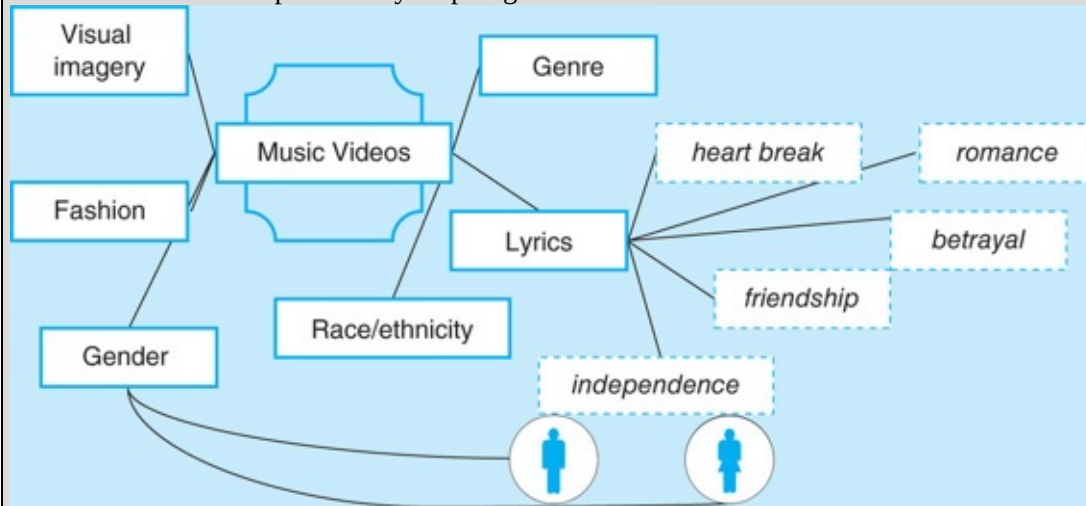 Visual
imagery
Genre
Music Videos
heart break
romance
Fashion
Lyrics
betrayal
friendship
Race/ethnicity
Gender
independence